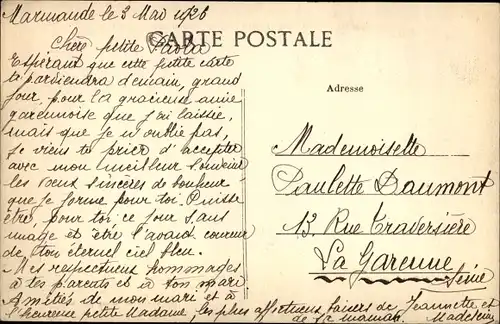 Marmande le 3 Mai 1926
CARTE POSTALE
Chère petite
Espérant que cette petite carte
te parviendra demain, grand
jour, pour la gracieuse amie
garennoise que j'ai laissée,
mais que je n'oublie pas,
je viens te prier d'accepter
avec mon meilleur souvenir
les vœux sincères de bonheur
que je forme pour toi. Puisse
être, pour toi ce jour sans
nuage et être l'avant coureur
de ton éternel ciel bleu.
Mes respectueux hommages
à tes parents et à ton mari
Amitiés de mon mari et à
l'heureuse petite Madame, les plus affectueux baisers de Jeannette et
de sa maman. Madeleine
Adresse
Mademoiselle
Paulette Daumont
13, Rue Traversière
La Garenne
Seine